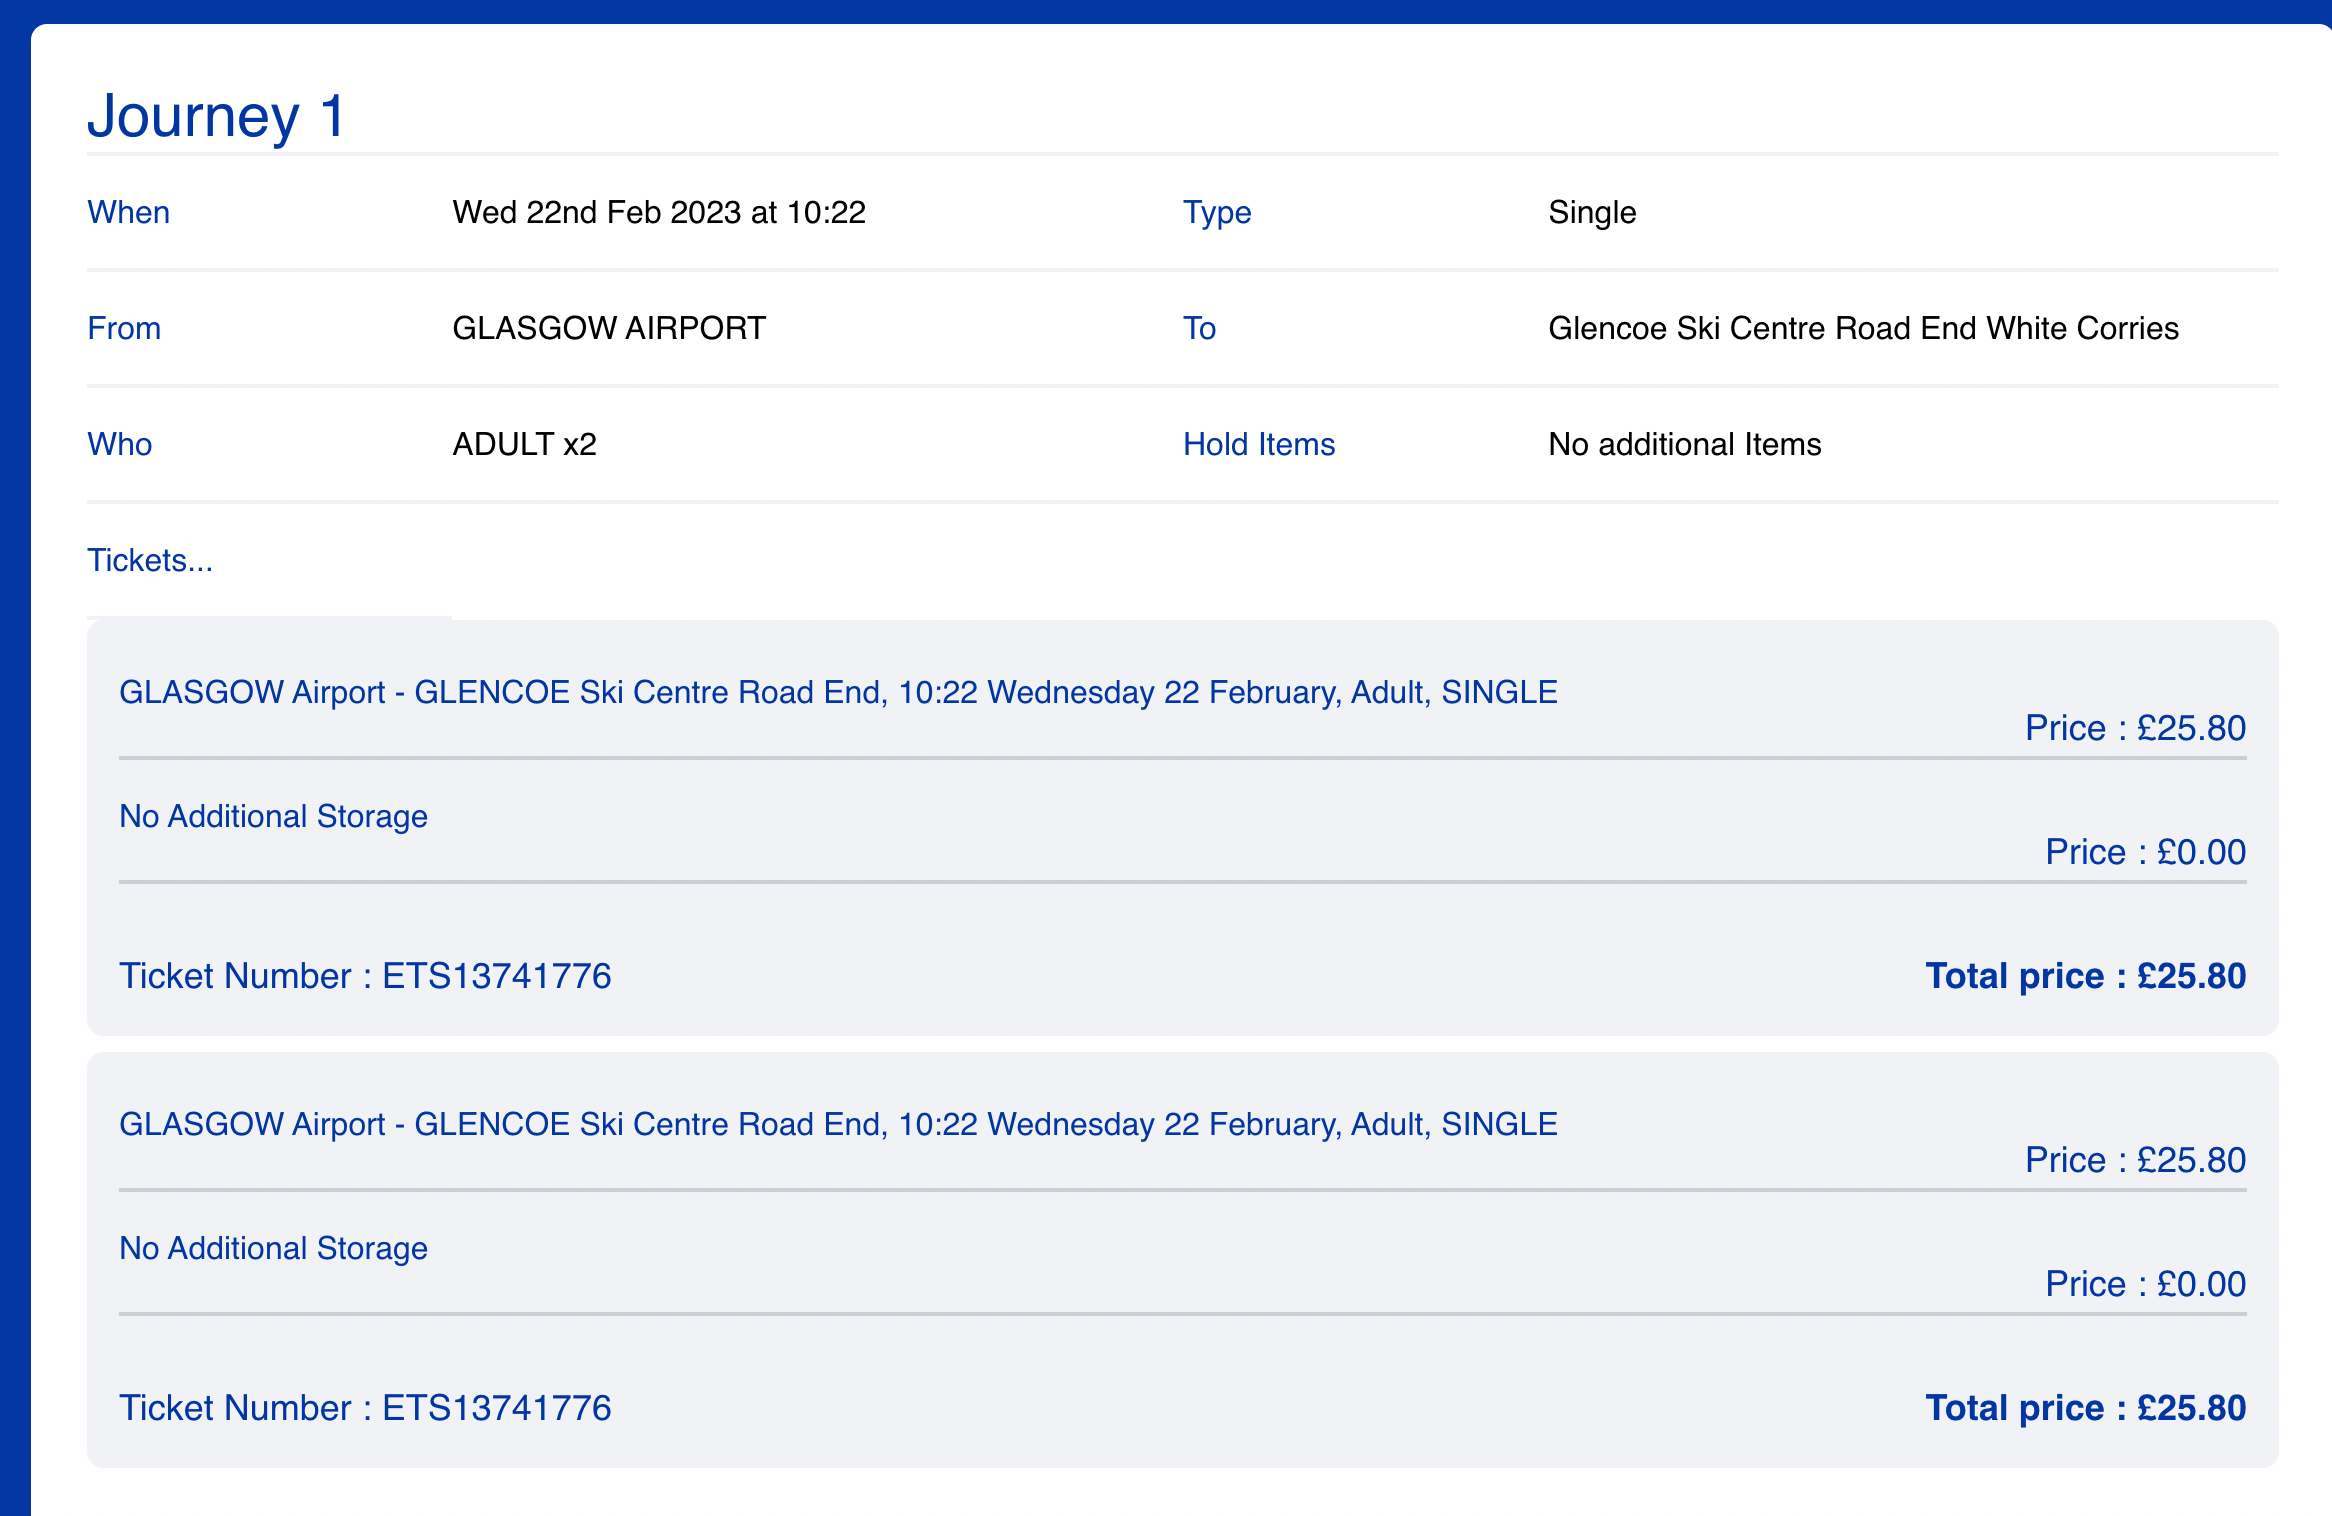 Journey 1
When Wed 22nd Feb 2023 at 10:22 Type Single
From GLASGOW AIRPORT To Glencoe Ski Centre Road End White Corries
Who ADULT x2 Hold Items No additional Items
Tickets...
GLASGOW Airport - GLENCOE Ski Centre Road End, 10:22 Wednesday 22 February, Adult, SINGLE
Price : £25.80
No Additional Storage
Price : £0.00
Ticket Number : ETS13741776 Total price : £25.80
GLASGOW Airport - GLENCOE Ski Centre Road End, 10:22 Wednesday 22 February, Adult, SINGLE
Price : £25.80
No Additional Storage
Price : £0.00
Ticket Number : ETS13741776 Total price : £25.80